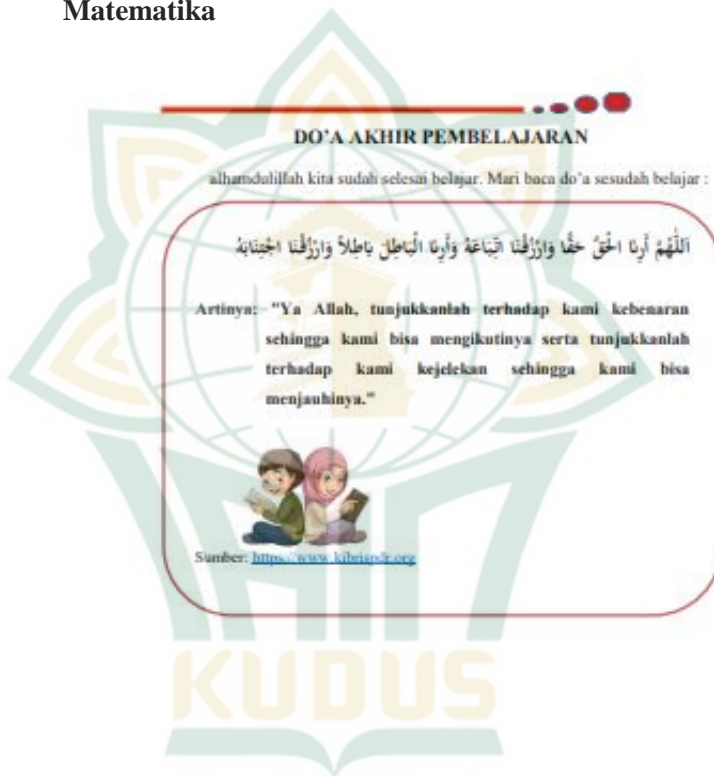 Matematika
DO'A AKHIR PEMBELAJARAN
alhamdulillah kita sudah selesai belajar. Mari baca do'a sesudah belajar :
اَللّٰهُمَّ أَرِنَا الْحَقَّ حَقًّا وَارْزُقْنَا اتِّبَاعَهُ وَأَرِنَا الْبَاطِلَ بَاطِلاً وَارْزُقْنَا اجْتِنَابَهُ
Artinya: "Ya Allah, tunjukkanlah terhadap kami kebenaran
sehingga kami bisa mengikutinya serta tunjukkanlah
terhadap kami kejelekan sehingga kami bisa
menjauhinya."
Sumber: https://www.
KUDUS